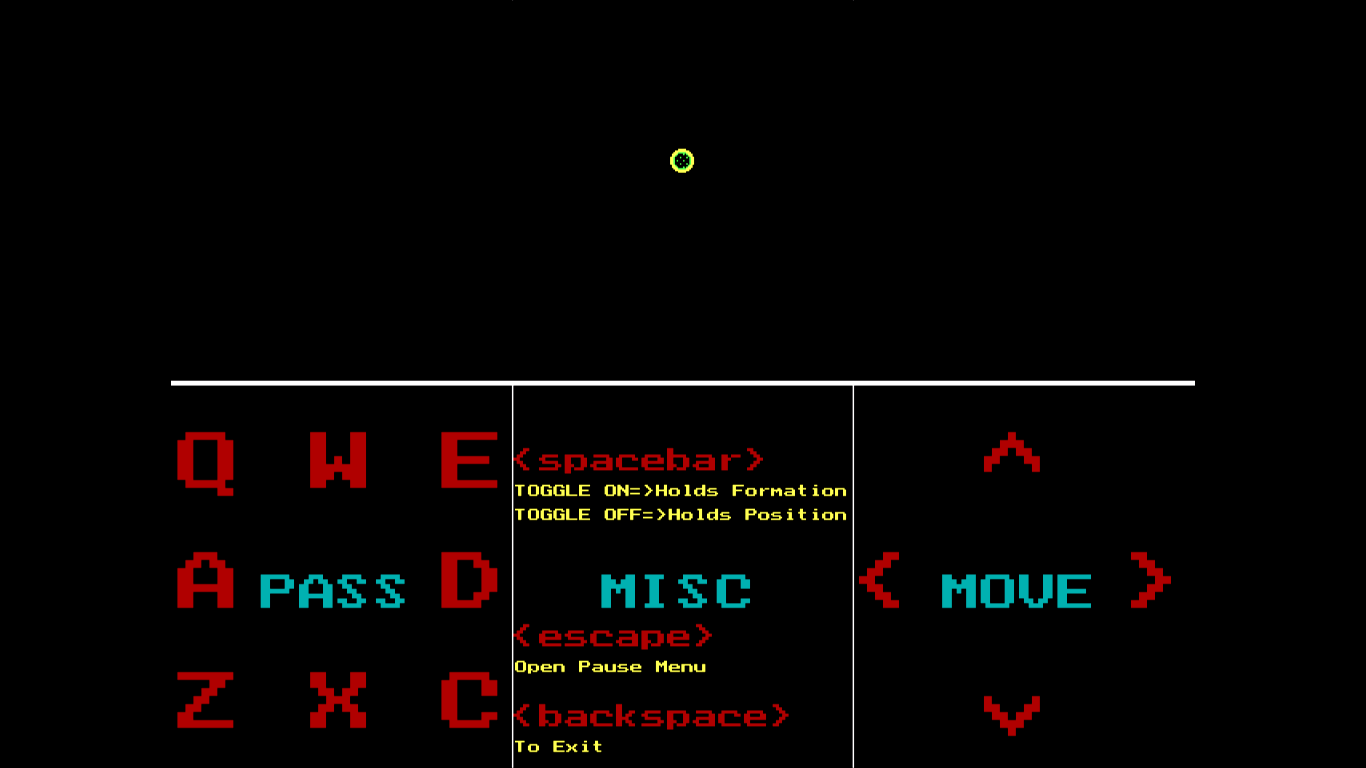 Q W E
<spacebar>
TOGGLE ON=>Holds Formation
TOGGLE OFF=>Holds Position
^
A PASS D
MISC
< MOVE >
<escape>
Open Pause Menu
Z X C
<backspace>
To Exit
v